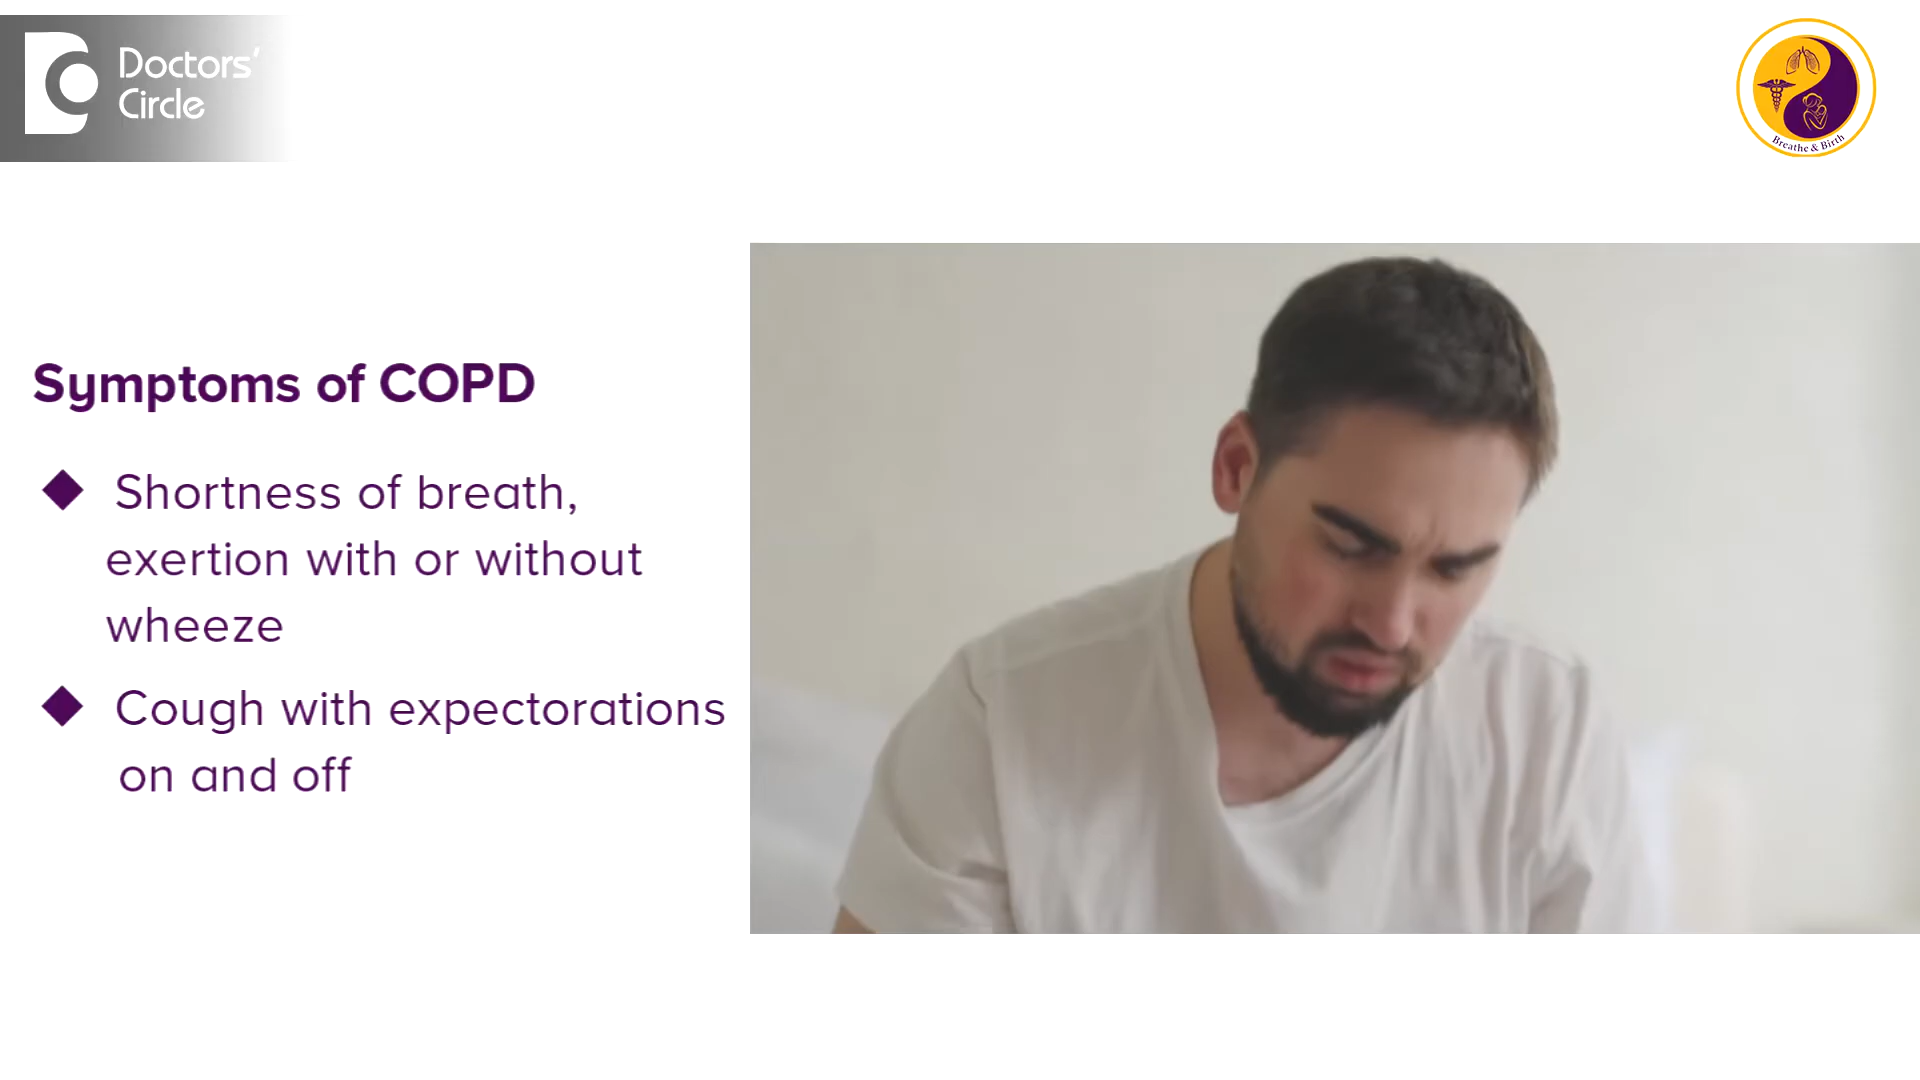 Doctors'
Circle
Breathe & Birth
Symptoms of COPD
Shortness of breath,
exertion with or without
wheeze
Cough with expectorations
on and off